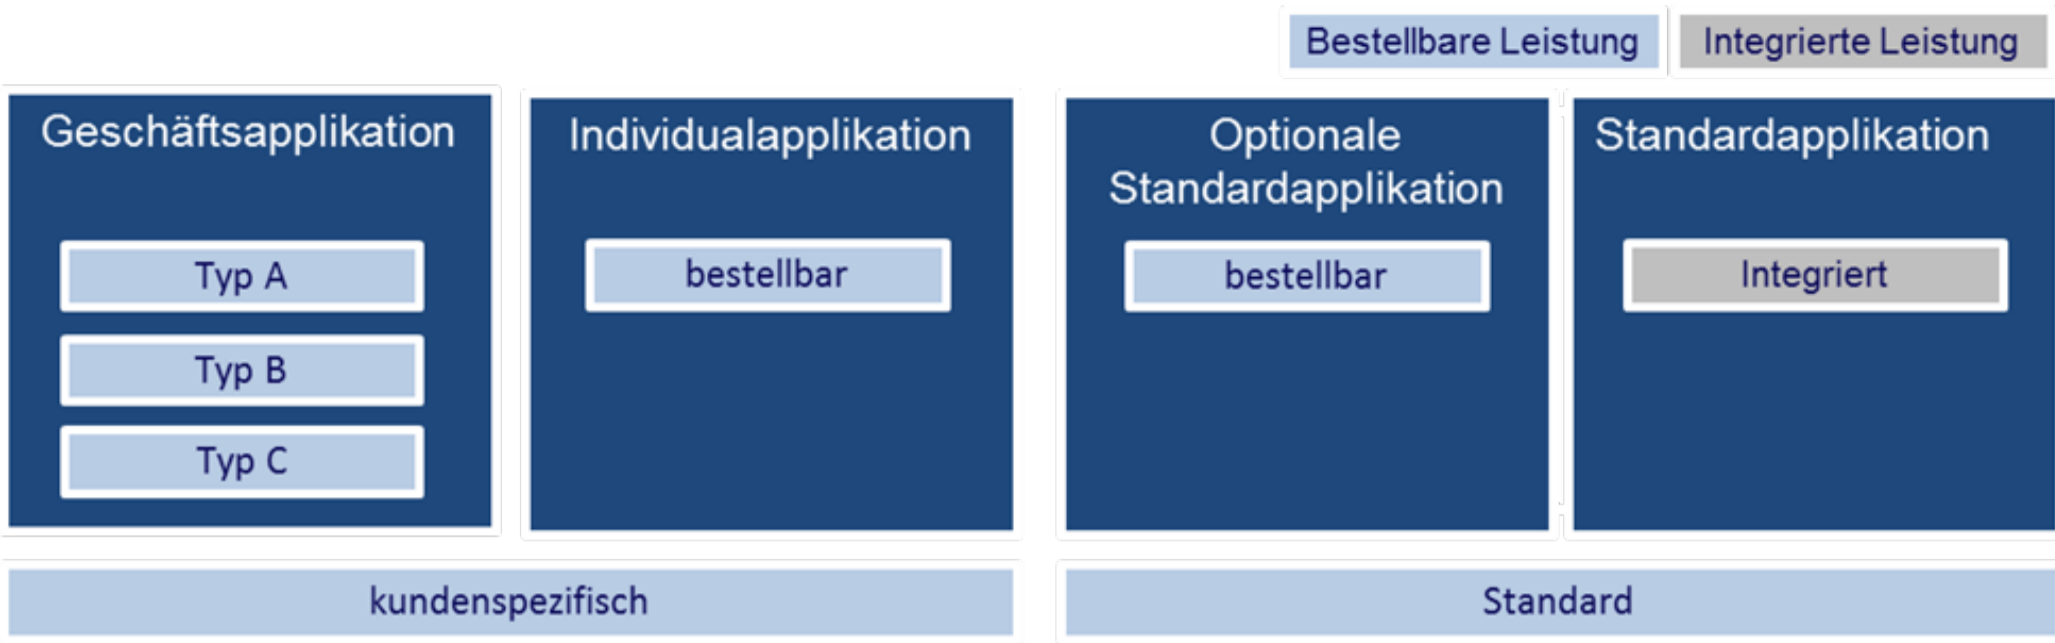 Bestellbare Leistung
Integrierte Leistung
Geschäftsapplikation
Typ A
Typ B
Typ C
Individualapplikation
bestellbar
Optionale
Standardapplikation
bestellbar
Standardapplikation
Integriert
kundenspezifisch
Standard